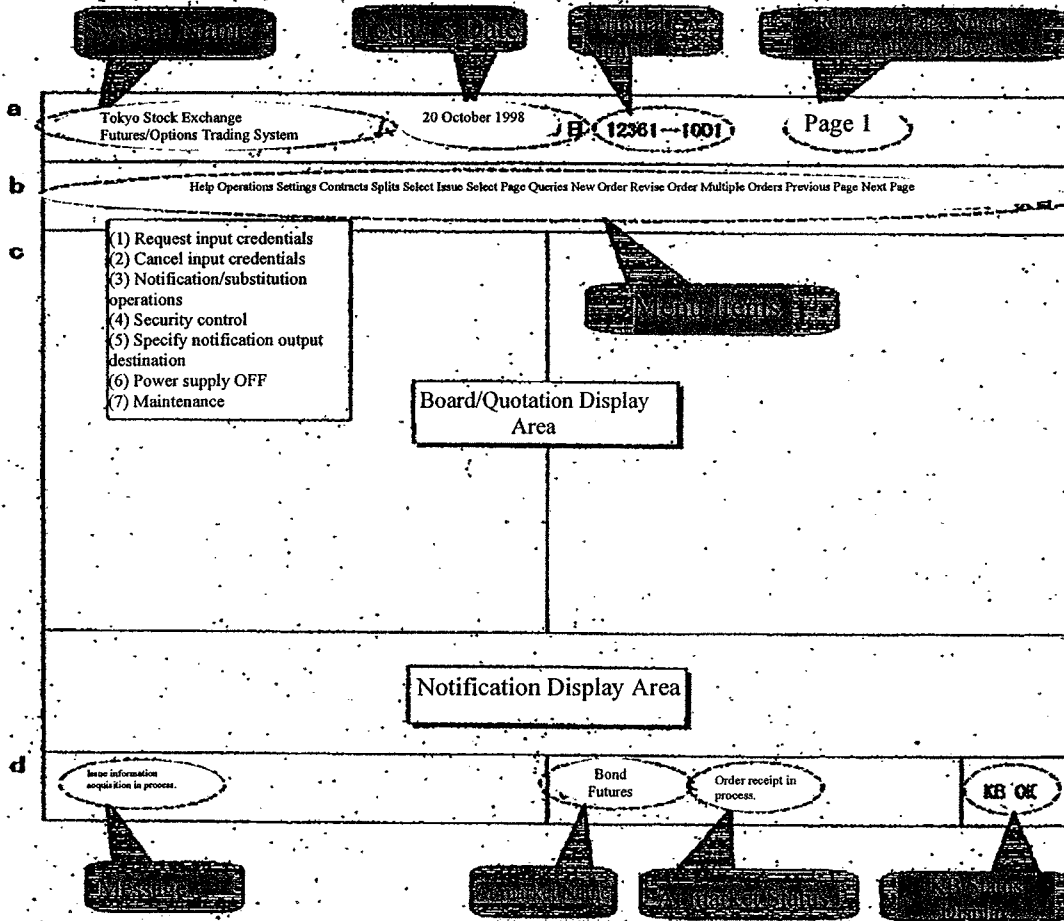 System Name
Today's Date
a
Tokyo Stock Exchange
Futures/Options Trading System
20 October 1998
12361-1001
Page 1
b
Help Operations Settings Contracts Splits Select Issue Select Page Queries New Order Revise Order Multiple Orders Previous Page Next Page
Menu Items
c
(1) Request input credentials
(2) Cancel input credentials
(3) Notification/substitution
operations
(4) Security control
(5) Specify notification output
destination
(6) Power supply OFF
(7) Maintenance
Board/Quotation Display
Area
Notification Display Area
d
Issue information
acquisition in process.
Bond
Futures
Order receipt in
process.
KB OK
Message